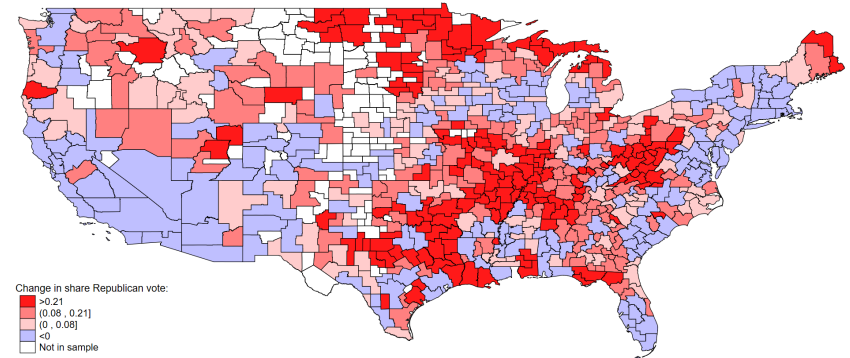 Change in share Republican vote:
>0.21
(0.08 , 0.21]
(0 , 0.08]
<0
Not in sample